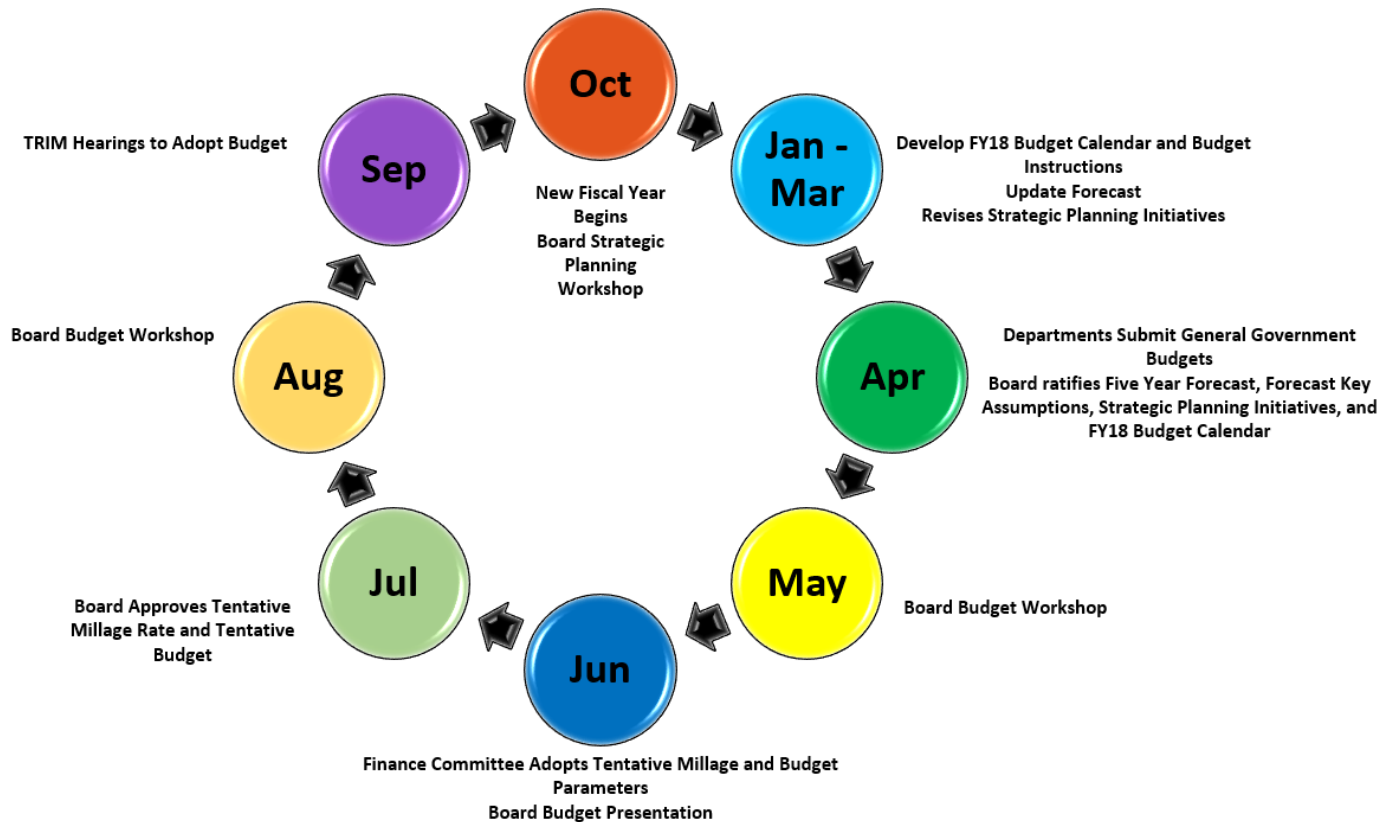 Oct
New Fiscal Year
Begins
Board Strategic
Planning
Workshop
Jan -
Mar
Develop FY18 Budget Calendar and Budget
Instructions
Update Forecast
Revises Strategic Planning Initiatives
Apr
Departments Submit General Government
Budgets
Board ratifies Five Year Forecast, Forecast Key
Assumptions, Strategic Planning Initiatives, and
FY18 Budget Calendar
May
Board Budget Workshop
Jun
Finance Committee Adopts Tentative Millage and Budget
Parameters
Board Budget Presentation
Jul
Board Approves Tentative
Millage Rate and Tentative
Budget
Aug
Board Budget Workshop
Sep
TRIM Hearings to Adopt Budget